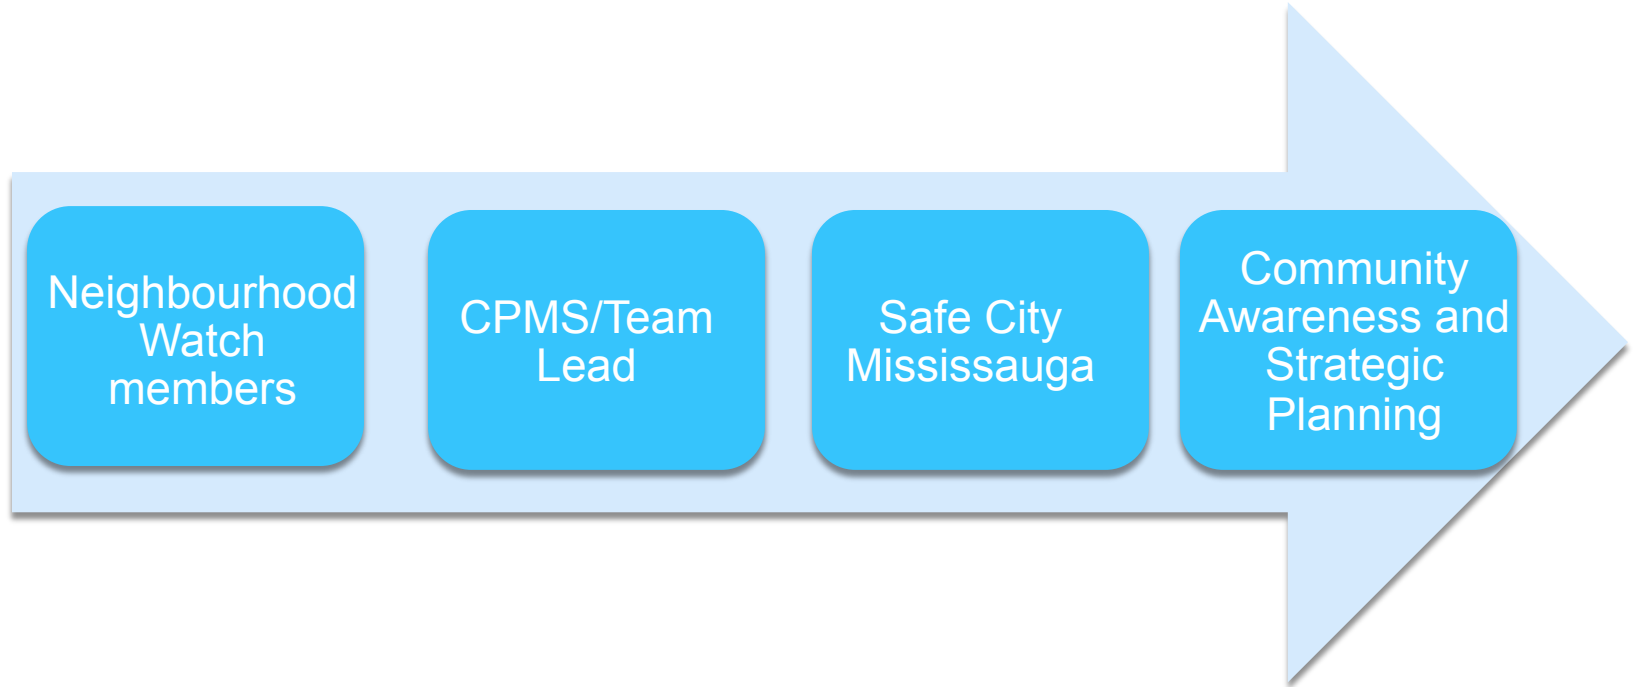 Neighbourhood
Watch
members
CPMS/Team
Lead
Safe City
Mississauga
Community
Awareness and
Strategic
Planning